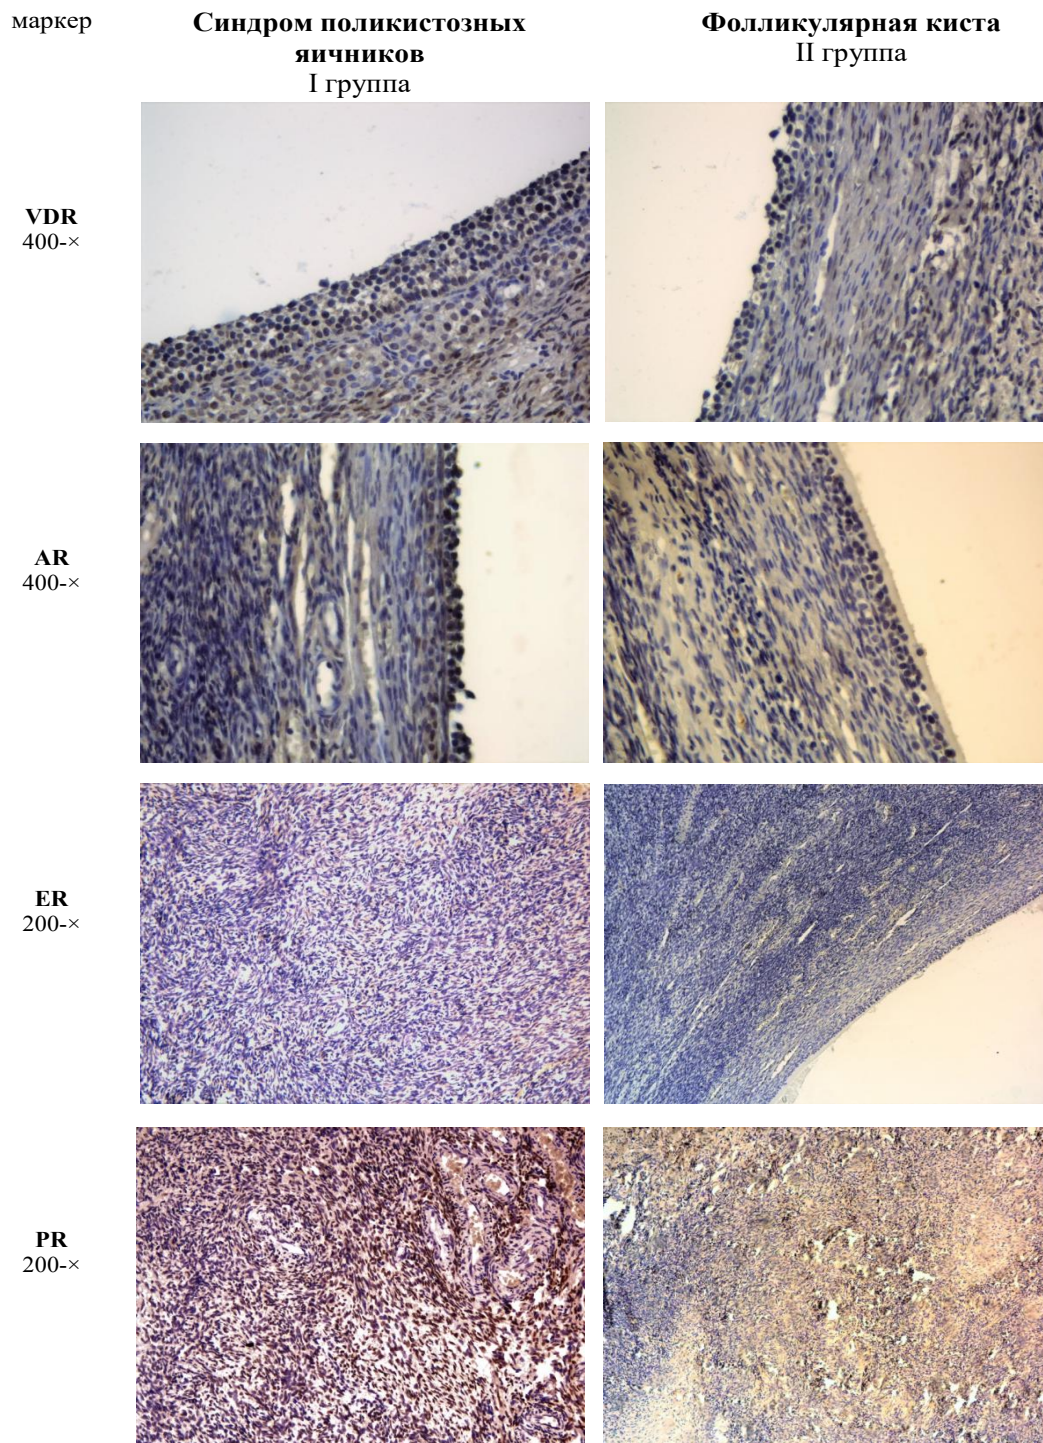 маркер
Синдром поликистозных
яичников
I группа
Фолликулярная киста
II группа
VDR
400-×
AR
400-×
ER
200-×
PR
200-×